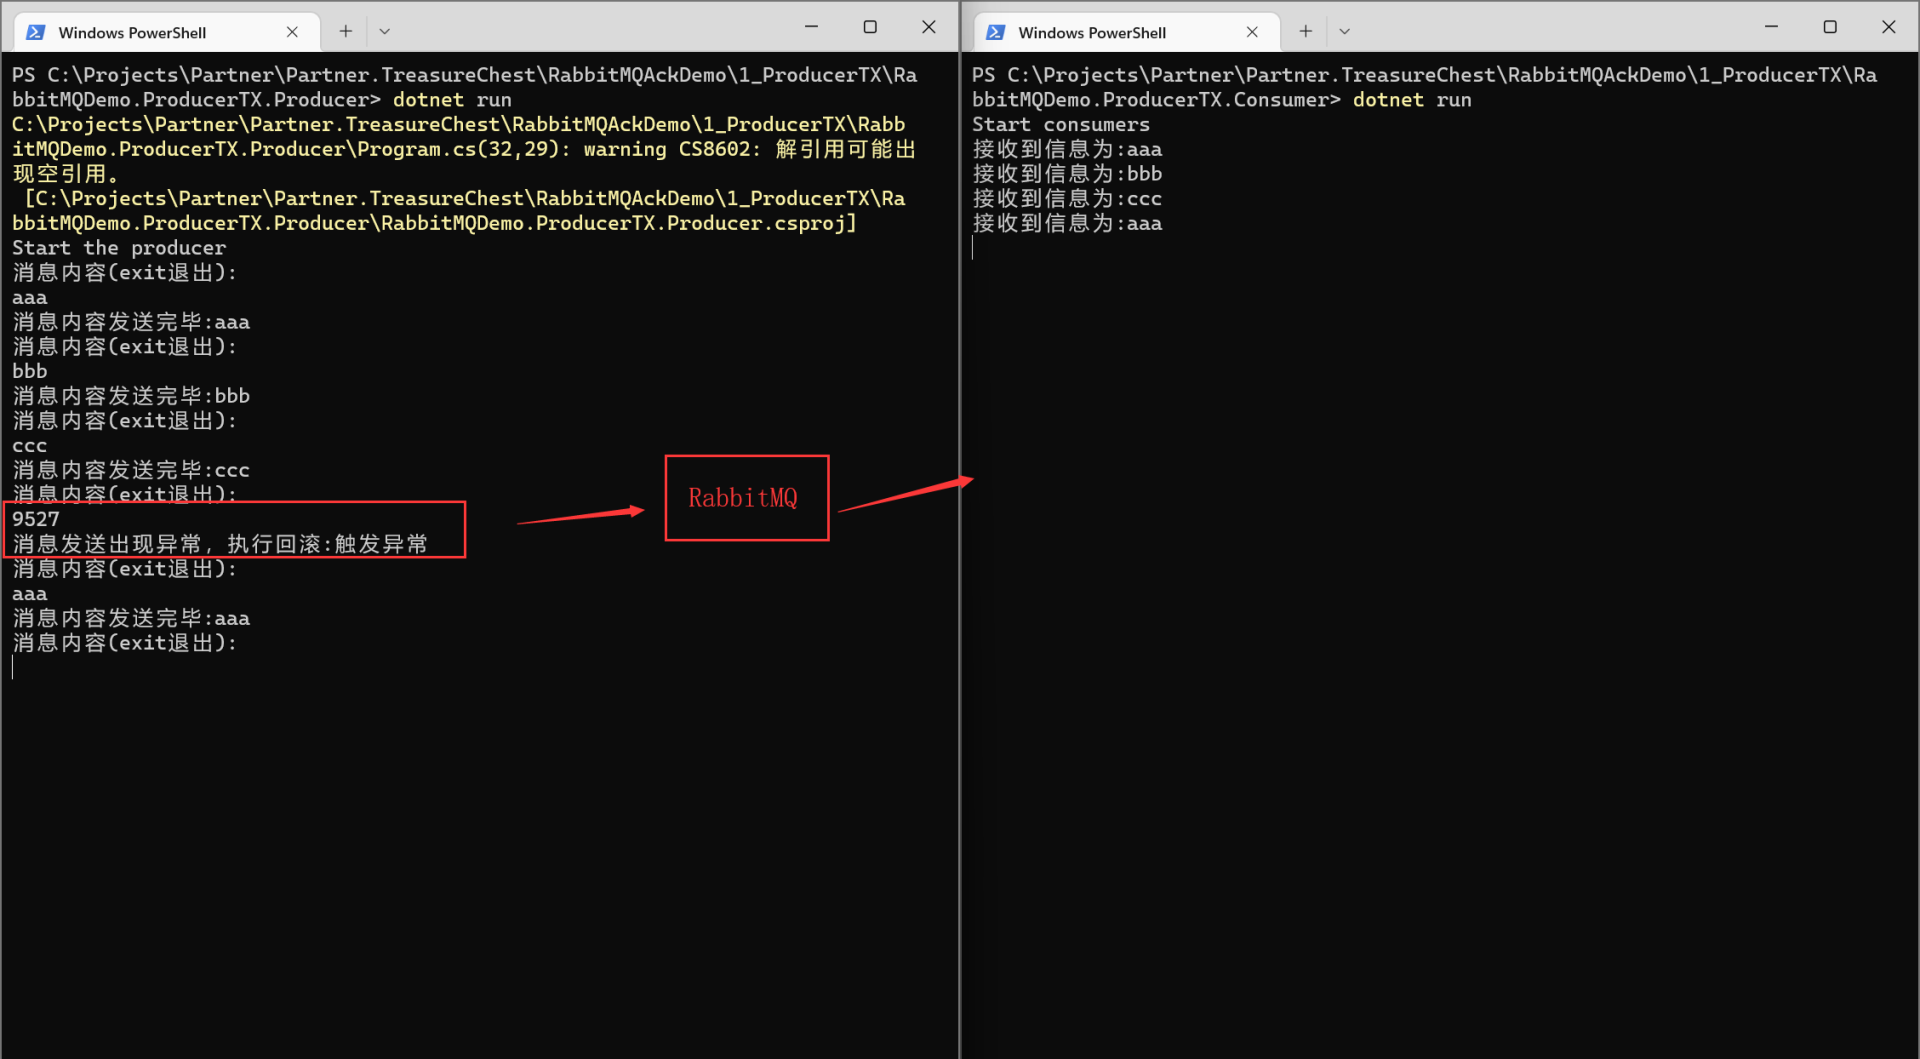 Windows PowerShell
PS C:\Projects\Partner\Partner.TreasureChest\RabbitMQAckDemo\1_ProducerTX\Ra
bbitMQDemo.ProducerTX.Producer> dotnet run
C:\Projects\Partner\Partner.TreasureChest\RabbitMQAckDemo\1_ProducerTX\Rabb
itMQDemo.ProducerTX.Producer\Program.cs(32,29): warning CS8602: 解引用可能出
现空引用。
[C:\Projects\Partner\Partner.TreasureChest\RabbitMQAckDemo\1_ProducerTX\Ra
bbitMQDemo.ProducerTX.Producer\RabbitMQDemo.ProducerTX.Producer.csproj]
Start the producer
消息内容(exit退出):
aaa
消息内容发送完毕:aaa
消息内容(exit退出):
bbb
消息内容发送完毕:bbb
消息内容(exit退出):
ccc
消息内容发送完毕:ccc
消息内容(exit退出):
9527
消息发送出现异常，执行回滚:触发异常
消息内容(exit退出):
aaa
消息内容发送完毕:aaa
消息内容(exit退出):
RabbitMQ
Windows PowerShell
PS C:\Projects\Partner\Partner.TreasureChest\RabbitMQAckDemo\1_ProducerTX\Ra
bbitMQDemo.ProducerTX.Consumer> dotnet run
Start consumers
接收到信息为:aaa
接收到信息为:bbb
接收到信息为:ccc
接收到信息为:aaa